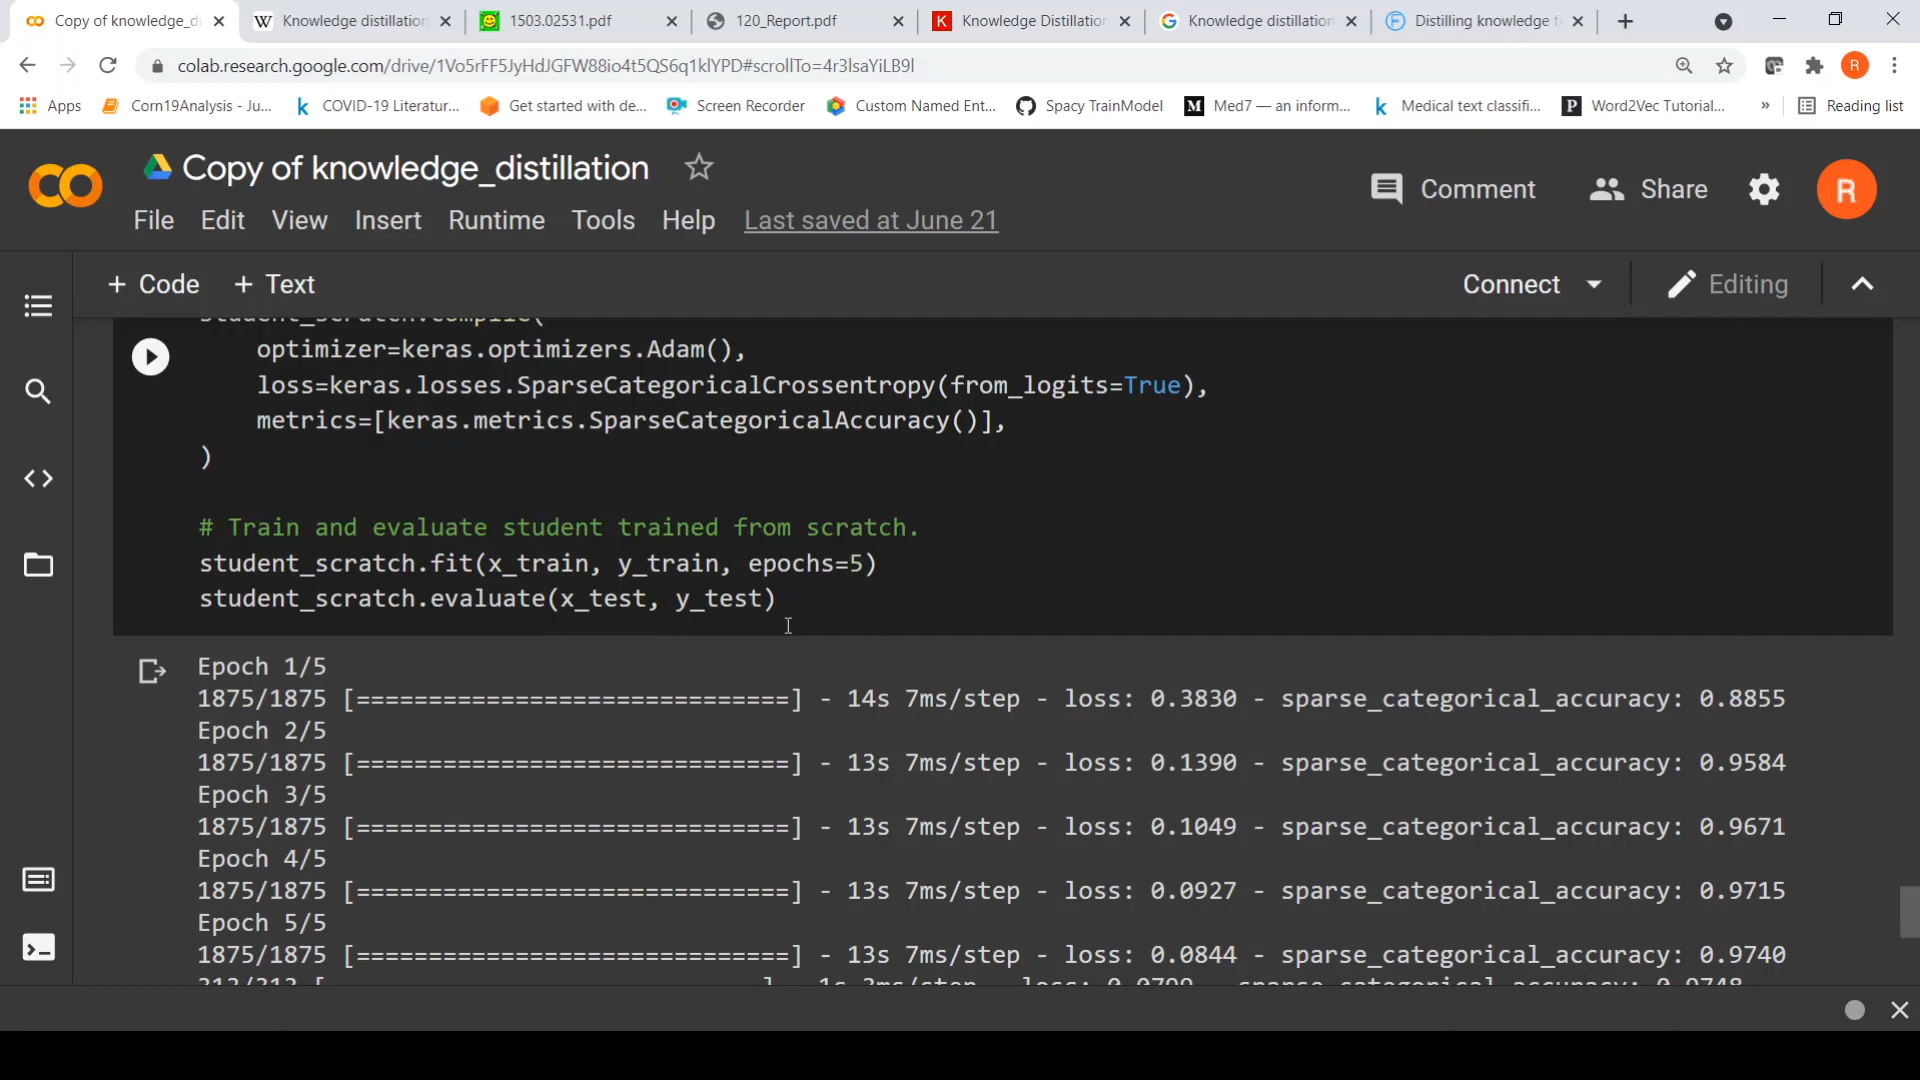 Copy of knowledge_d
Knowledge distillation
1503.02531.pdf
120_Report.pdf
Knowledge Distillation
Knowledge distillation
Distilling knowledge f
colab.research.google.com/drive/1Vo5rFF5JyHdJGFW88io4t5QS6q1klYPD#scrollTo=4r3lsaYiLB9l
R
Apps
Corn19Analysis - Ju...
COVID-19 Literatur...
Get started with de...
Screen Recorder
Custom Named Ent...
Spacy TrainModel
Med7 — an inform...
Medical text classifi...
Word2Vec Tutorial...
»
Reading list
Copy of knowledge_distillation
Comment
Share
R
File Edit View Insert Runtime Tools Help Last saved at June 21
+ Code + Text
Connect
Editing
student_scratch.compile(
optimizer=keras.optimizers.Adam(),
loss=keras.losses.SparseCategoricalCrossentropy(from_logits=True),
metrics=[keras.metrics.SparseCategoricalAccuracy()],
)
# Train and evaluate student trained from scratch.
student_scratch.fit(x_train, y_train, epochs=5)
student_scratch.evaluate(x_test, y_test)
Epoch 1/5
1875/1875 [==============================] - 14s 7ms/step - loss: 0.3830 - sparse_categorical_accuracy: 0.8855
Epoch 2/5
1875/1875 [==============================] - 13s 7ms/step - loss: 0.1390 - sparse_categorical_accuracy: 0.9584
Epoch 3/5
1875/1875 [==============================] - 13s 7ms/step - loss: 0.1049 - sparse_categorical_accuracy: 0.9671
Epoch 4/5
1875/1875 [==============================] - 13s 7ms/step - loss: 0.0927 - sparse_categorical_accuracy: 0.9715
Epoch 5/5
1875/1875 [==============================] - 13s 7ms/step - loss: 0.0844 - sparse_categorical_accuracy: 0.9740